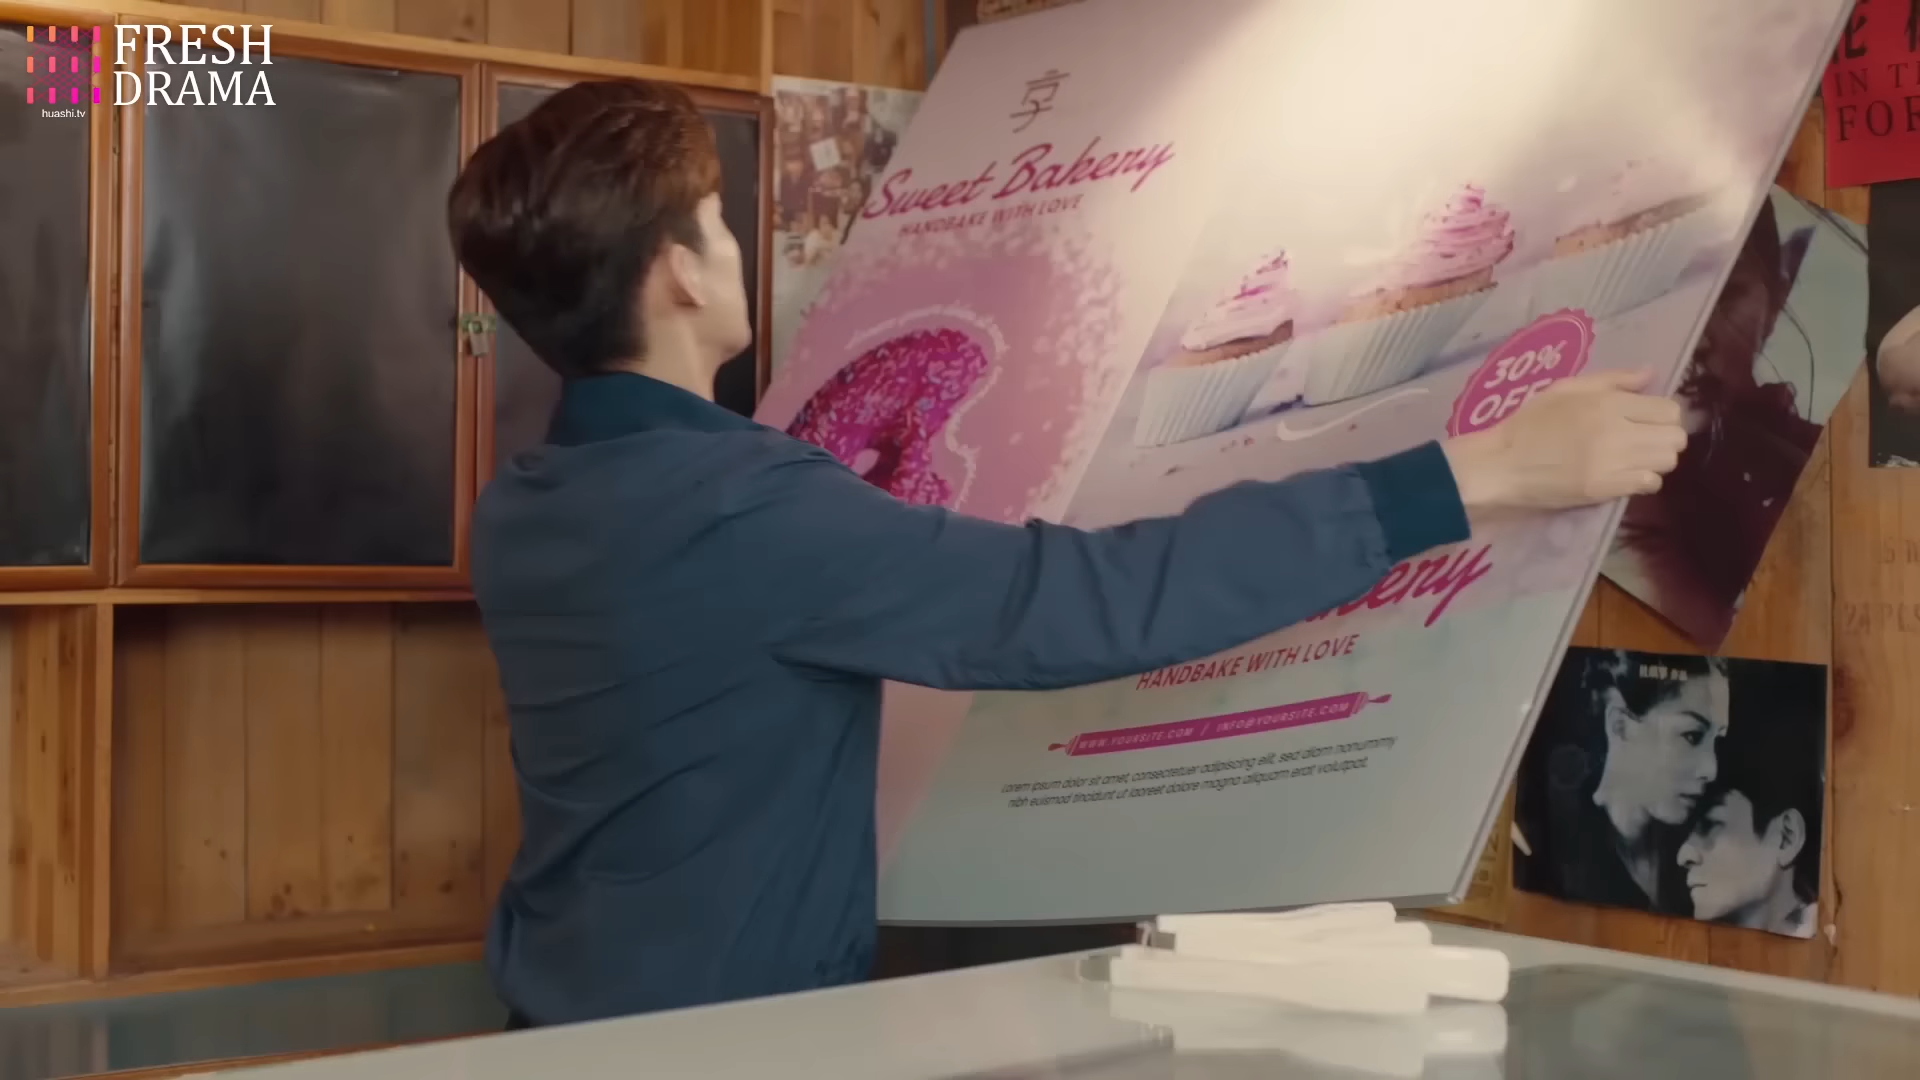 FRESH
DRAMA
huashi.tv
享
Sweet Bakery
HANDBAKE WITH LOVE
30%
OFF
HANDBAKE WITH LOVE
WWW.YOURSITE.COM / INFO@YOURSITE.COM
Lorem ipsum dolor sit amet, consectetuer adipiscing elit, sed diam nonummy
nibh euismod tincidunt ut laoreet dolore magna aliquam erat volutpat.
IN
FOR